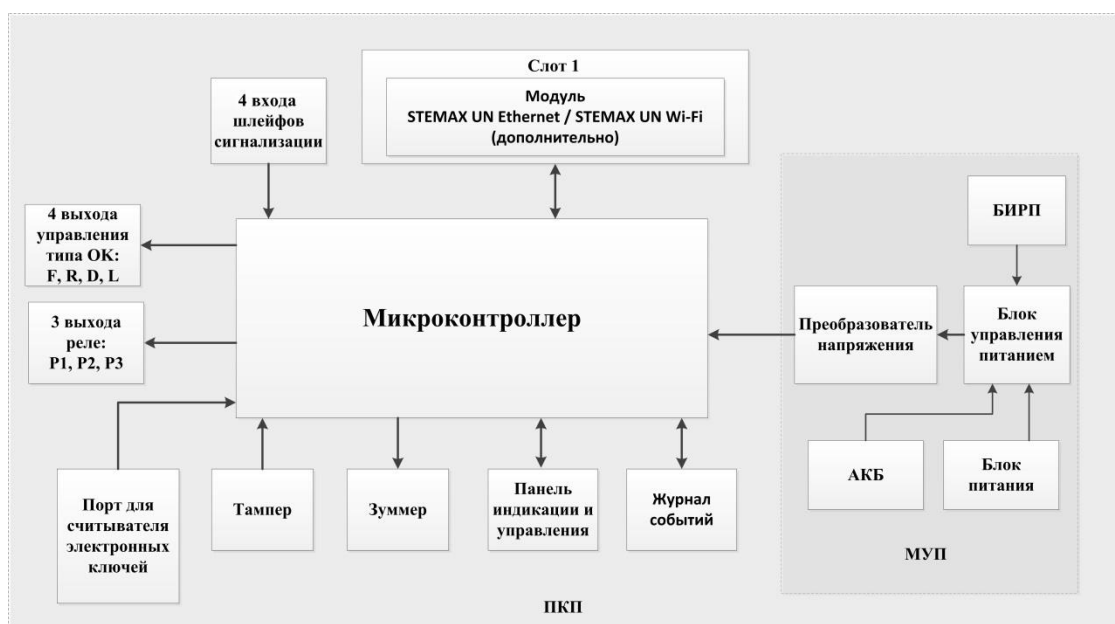 Слот 1
Модуль
STEMAX UN Ethernet / STEMAX UN Wi-Fi
(дополнительно)
4 входа
шлейфов
сигнализации
4 выхода
управления
типа ОК:
F, R, D, L
3 выхода
реле:
P1, P2, P3
Микроконтроллер
БИРП
Преобразователь
напряжения
Блок
управления
питанием
АКБ
Блок
питания
МУП
Порт для
считывателя
электронных
ключей
Тампер
Зуммер
Панель
индикации и
управления
Журнал
событий
ПКП